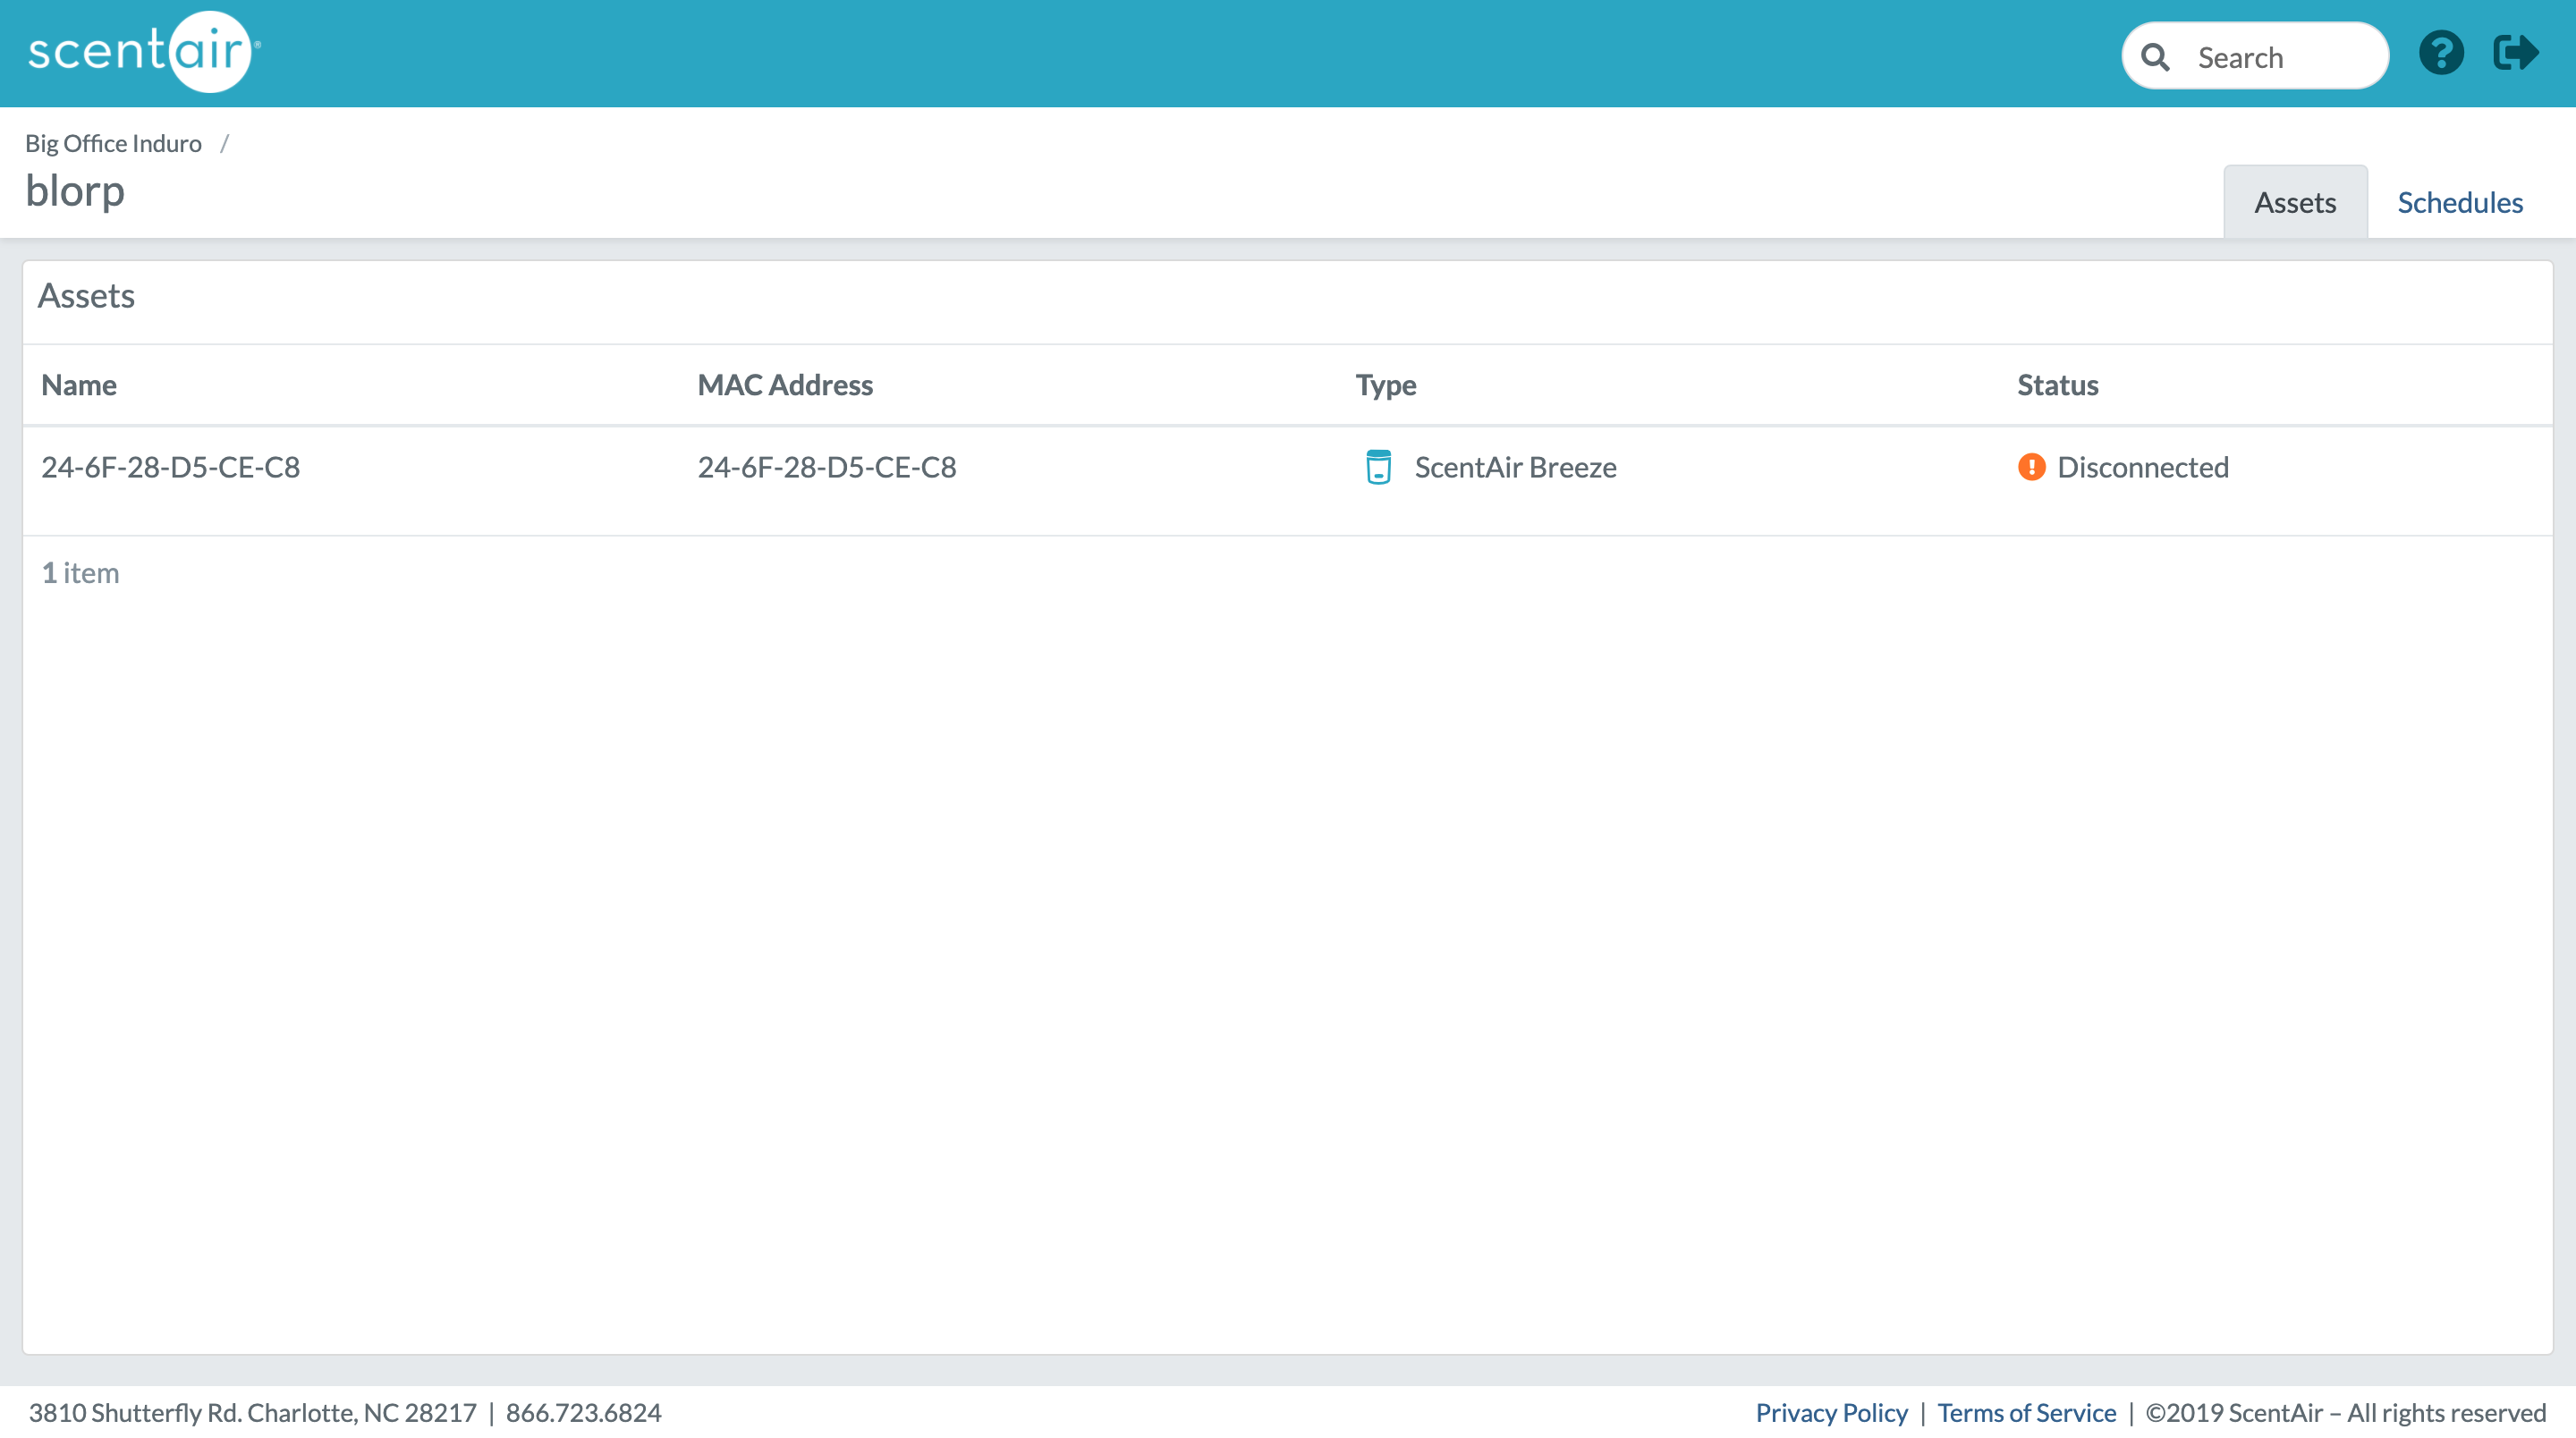 scentair®
Search
Big Office Induro /
blorp
Assets Schedules
Assets
Name MAC Address Type Status
24-6F-28-D5-CE-C8 24-6F-28-D5-CE-C8 ScentAir Breeze Disconnected
1 item
3810 Shutterfly Rd. Charlotte, NC 28217 | 866.723.6824 Privacy Policy | Terms of Service | ©2019 ScentAir – All rights reserved